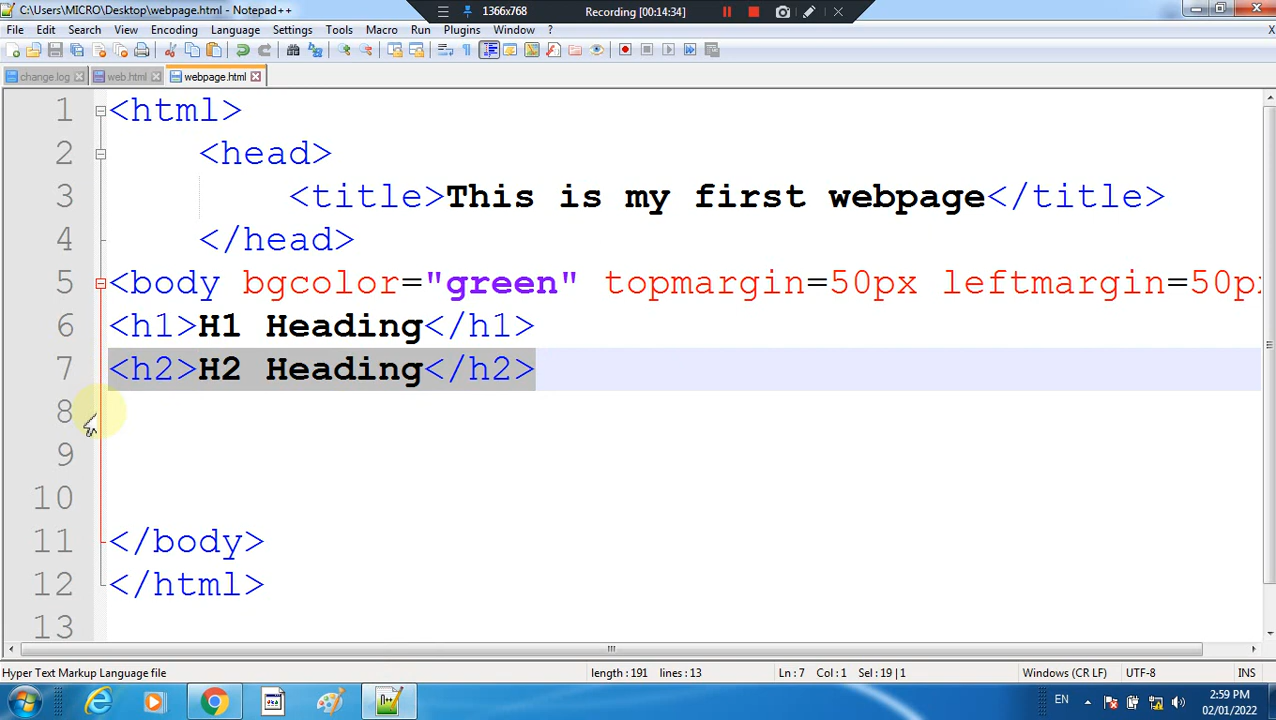 C:\Users\MICRO\Desktop\webpage.html - Notepad++
1366x768
Recording [00:14:34]
File Edit Search View Encoding Language Settings Tools Macro Run Plugins Window ? X
change.log web.html webpage.html
1 <html>
2 <head>
3 <title>This is my first webpage</title>
4 </head>
5 <body bgcolor="green" topmargin=50px leftmargin=50px
6 <h1>H1 Heading</h1>
7 <h2>H2 Heading</h2>
8
9
10
11 </body>
12 </html>
13
Hyper Text Markup Language file length : 191 lines : 13 Ln : 7 Col : 1 Sel : 19 | 1 Windows (CR LF) UTF-8 INS
EN 2:59 PM
02/01/2022